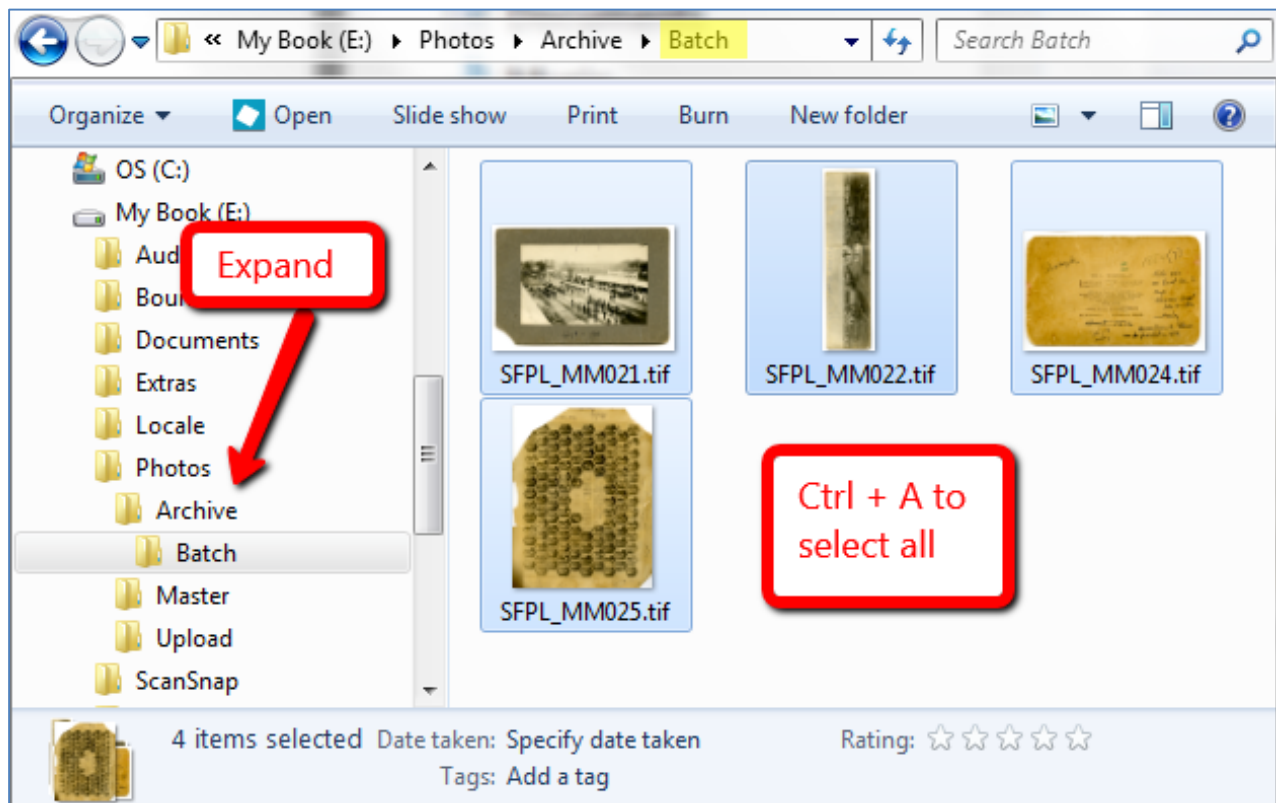 « My Book (E:) ▸ Photos ▸ Archive ▸ Batch
Search Batch
Organize Open Slide show Print Burn New folder
OS (C:)
My Book (E:)
Aud
Expand
Bour
Documents
Extras
Locale
Photos
Archive
Batch
Master
Upload
ScanSnap
SFPL_MM021.tif
SFPL_MM022.tif
SFPL_MM024.tif
SFPL_MM025.tif
Ctrl + A to
select all
4 items selected Date taken: Specify date taken Rating:
Tags: Add a tag